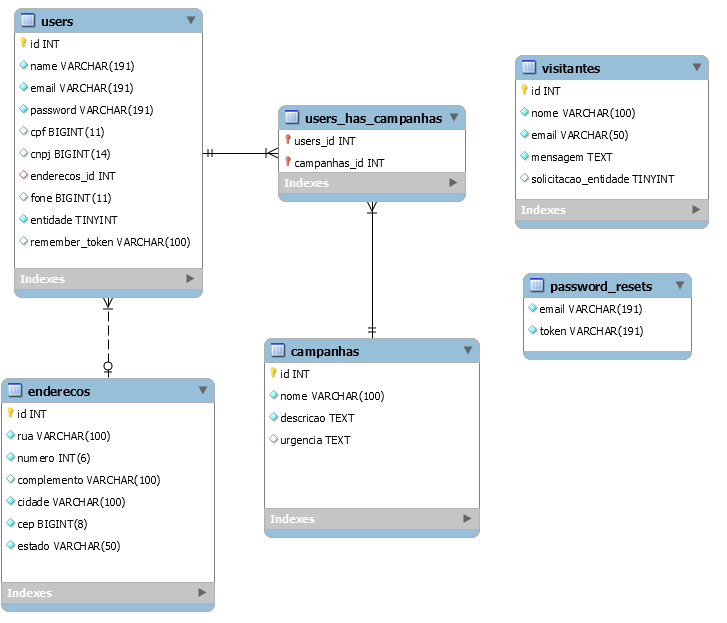 users
id INT
name VARCHAR(191)
email VARCHAR(191)
password VARCHAR(191)
cpf BIGINT(11)
cnpj BIGINT(14)
enderecos_id INT
fone BIGINT(11)
entidade TINYINT
remember_token VARCHAR(100)
Indexes
users_has_campanhas
users_id INT
campanhas_id INT
Indexes
visitantes
id INT
nome VARCHAR(100)
email VARCHAR(50)
mensagem TEXT
solicitacao_entidade TINYINT
Indexes
password_resets
email VARCHAR(191)
token VARCHAR(191)
campanhas
id INT
nome VARCHAR(100)
descricao TEXT
urgencia TEXT
Indexes
enderecos
id INT
rua VARCHAR(100)
numero INT(6)
complemento VARCHAR(100)
cidade VARCHAR(100)
cep BIGINT(8)
estado VARCHAR(50)
Indexes